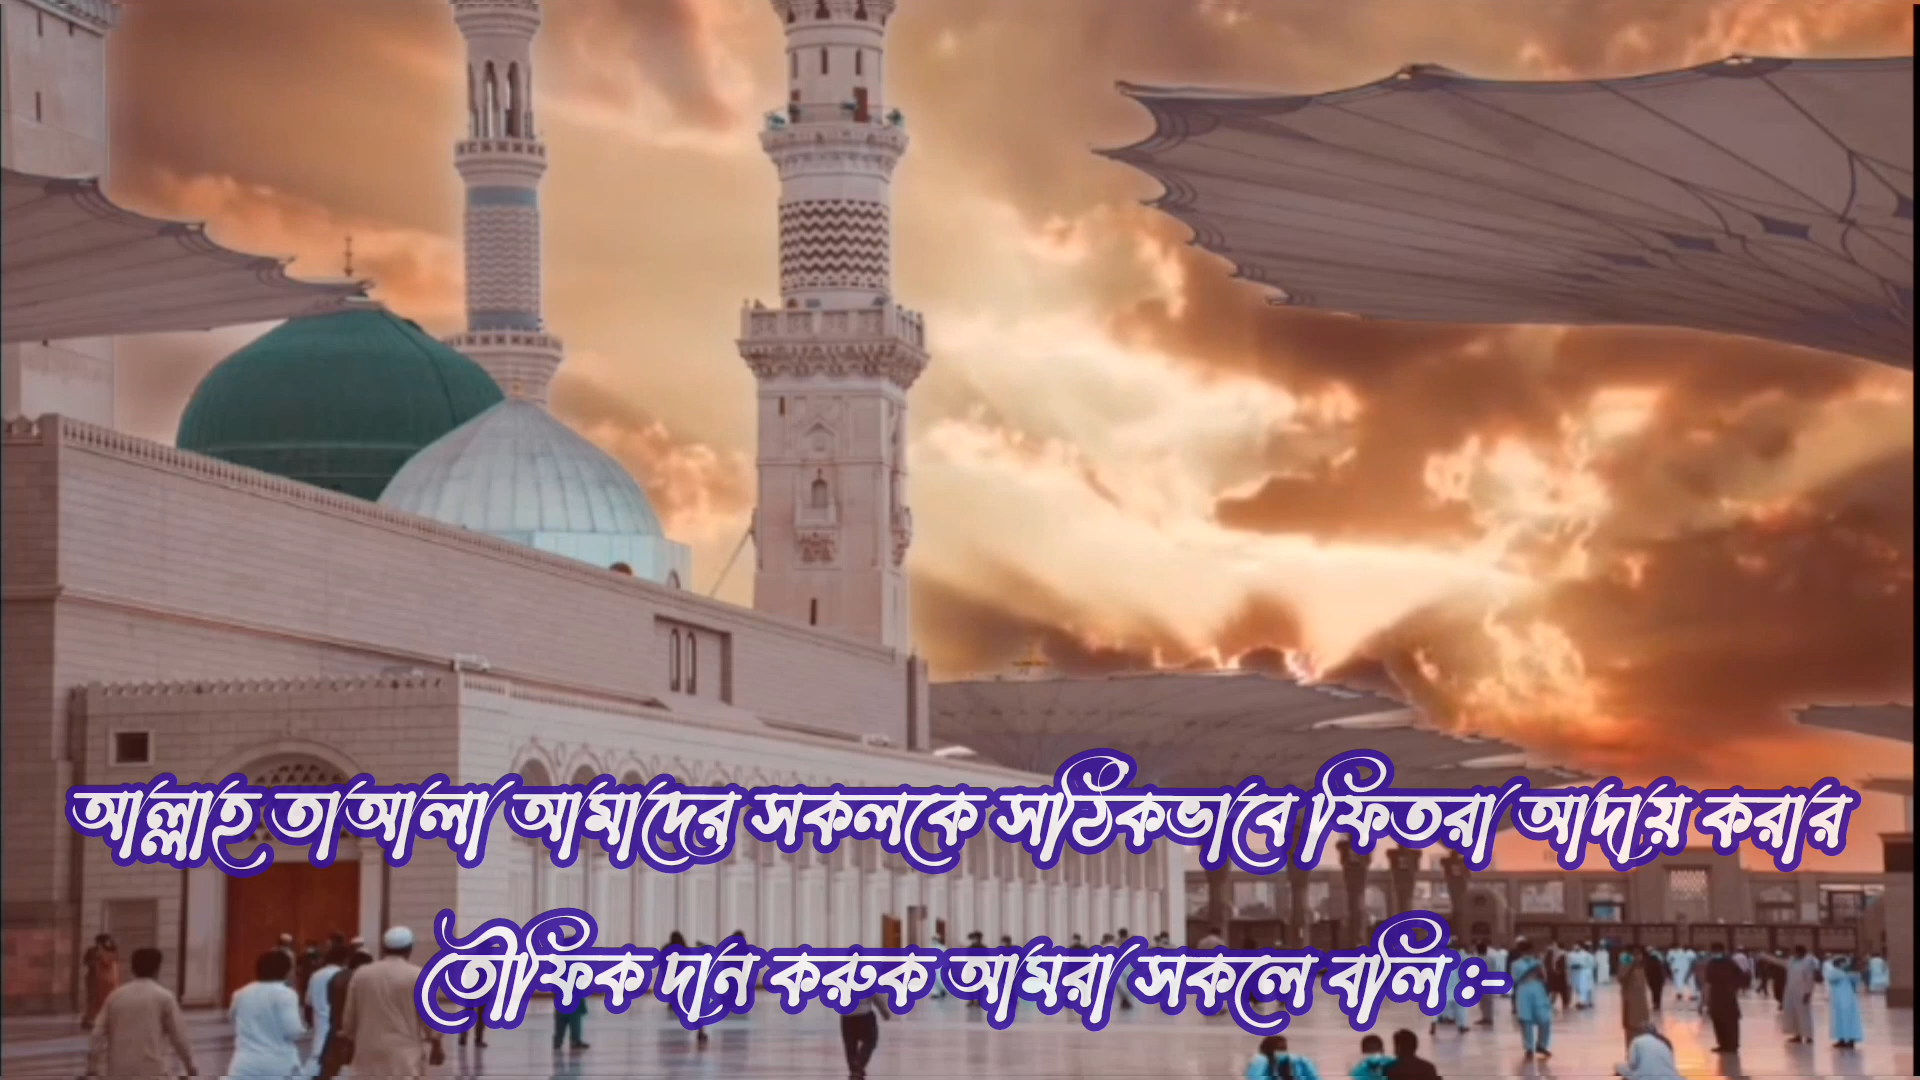 আল্লাহ তাআলা আমাদের সকলকে সঠিকভাবে ফিতরা আদায় করার
তৌফিক দান করুক আমরা সকলে বলি :-